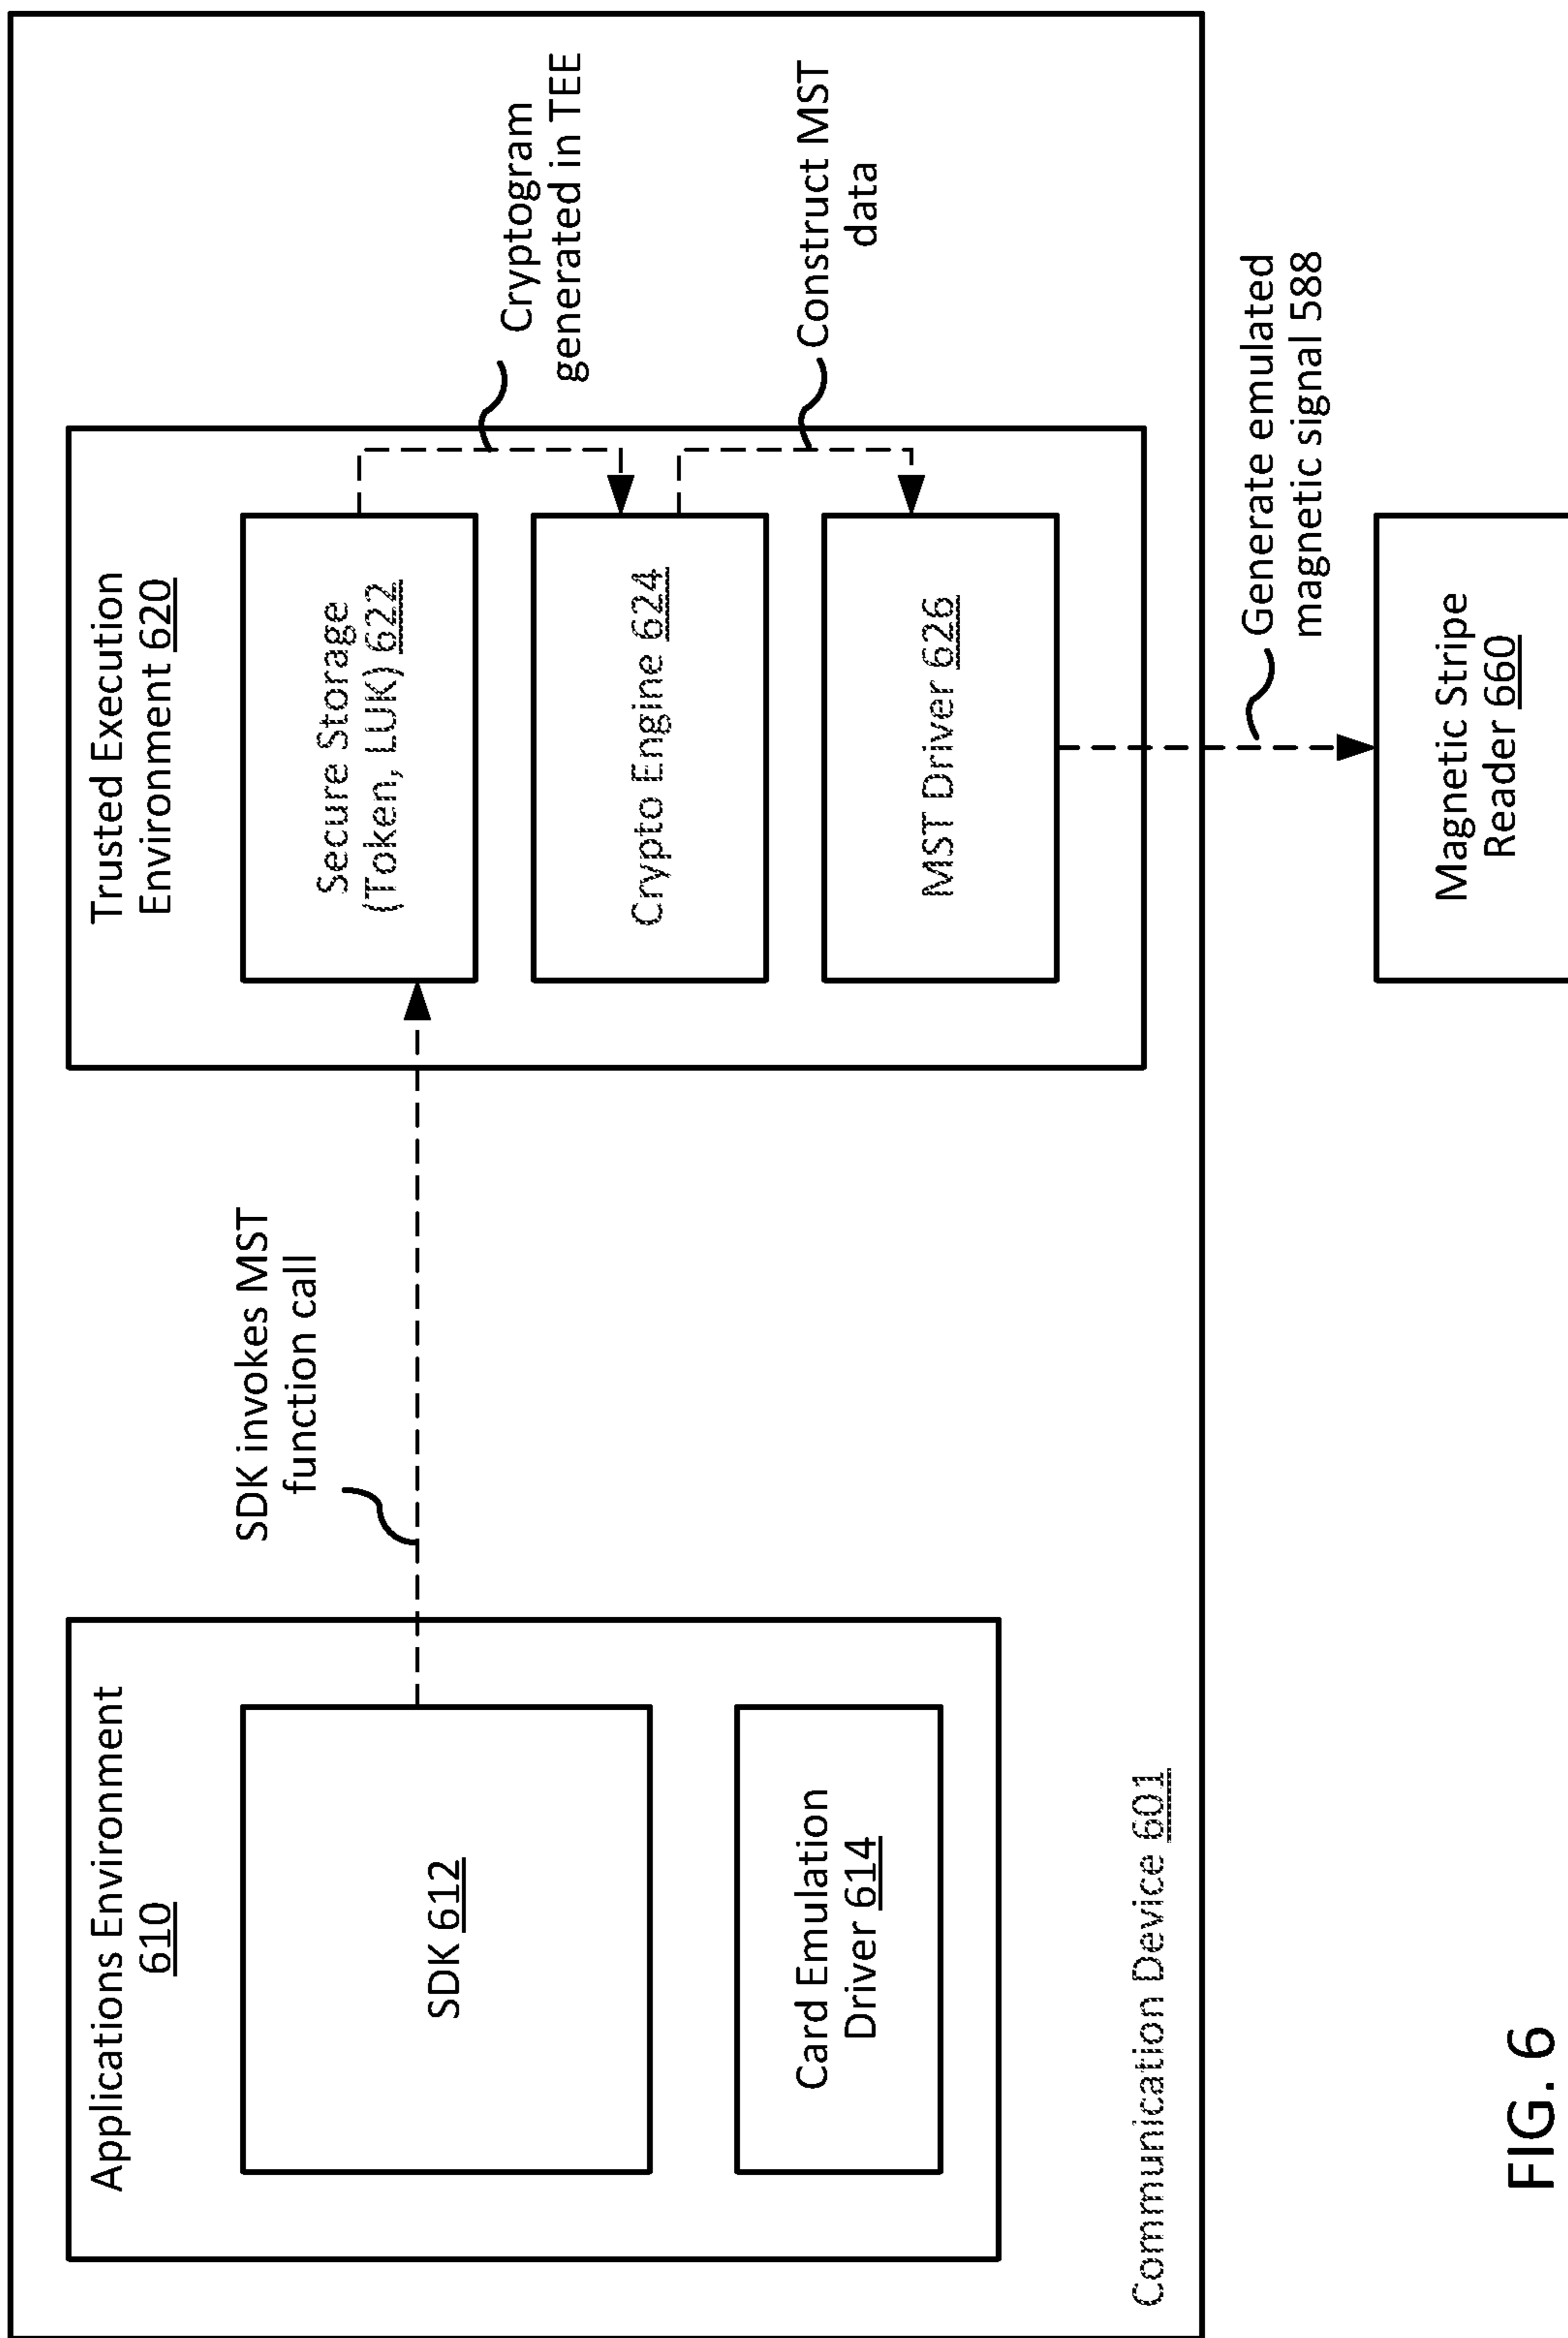 Applications Environment
610
SDK 612
Card Emulation
Driver 614
SDK invokes MST
function call
Trusted Execution
Environment 620
Secure Storage
(Token, LUK) 622
Crypto Engine 624
MST Driver 626
Cryptogram
generated in TEE
Construct MST
data
Communication Device 601
Generate emulated
magnetic signal 588
Magnetic Stripe
Reader 660
FIG. 6